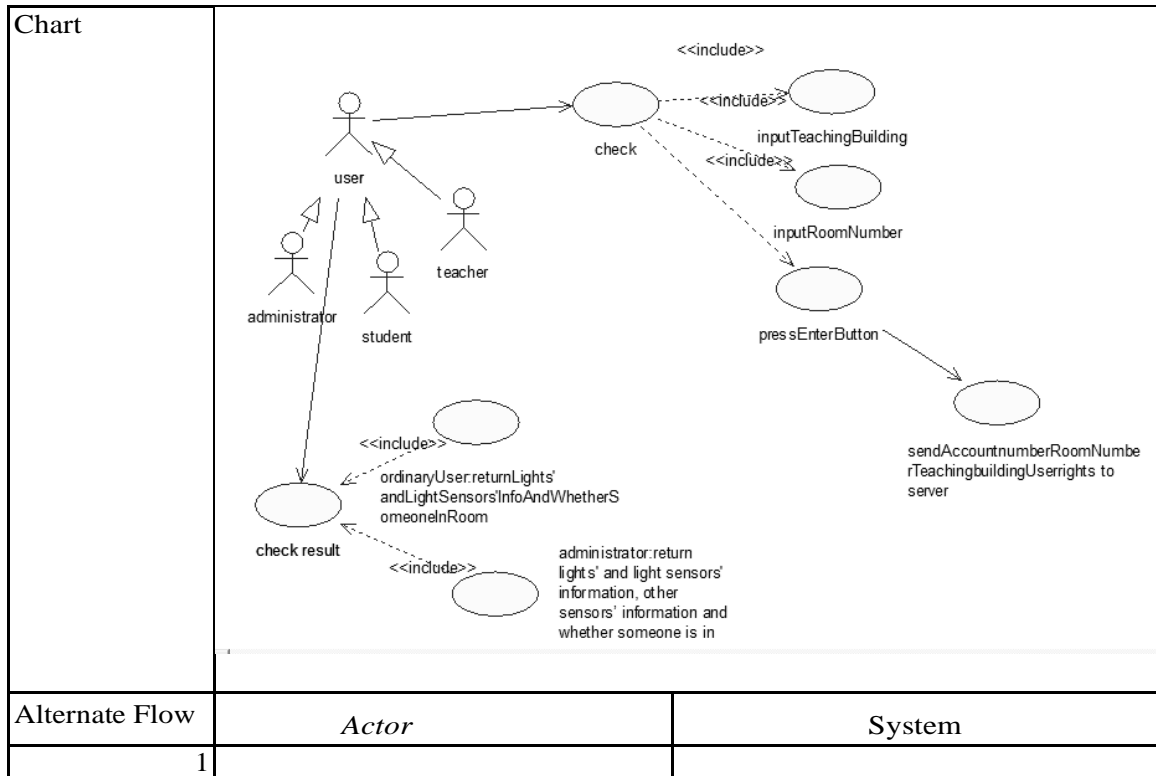 Chart
<<include>>
<<include>>
inputTeachingBuilding
check
<<include>>
user
inputRoomNumber
teacher
administrator
student
pressEnterButton
<<include>>
sendAccountnumberRoomNumbe
rTeachingbuildingUserrights to
server
ordinaryUser:returnLights'
andLightSensors'InfoAndWhetherS
omeoneInRoom
check result
<<include>>
administrator:return
lights' and light sensors'
information, other
sensors' information and
whether someone is in
Alternate Flow
Actor
System
1